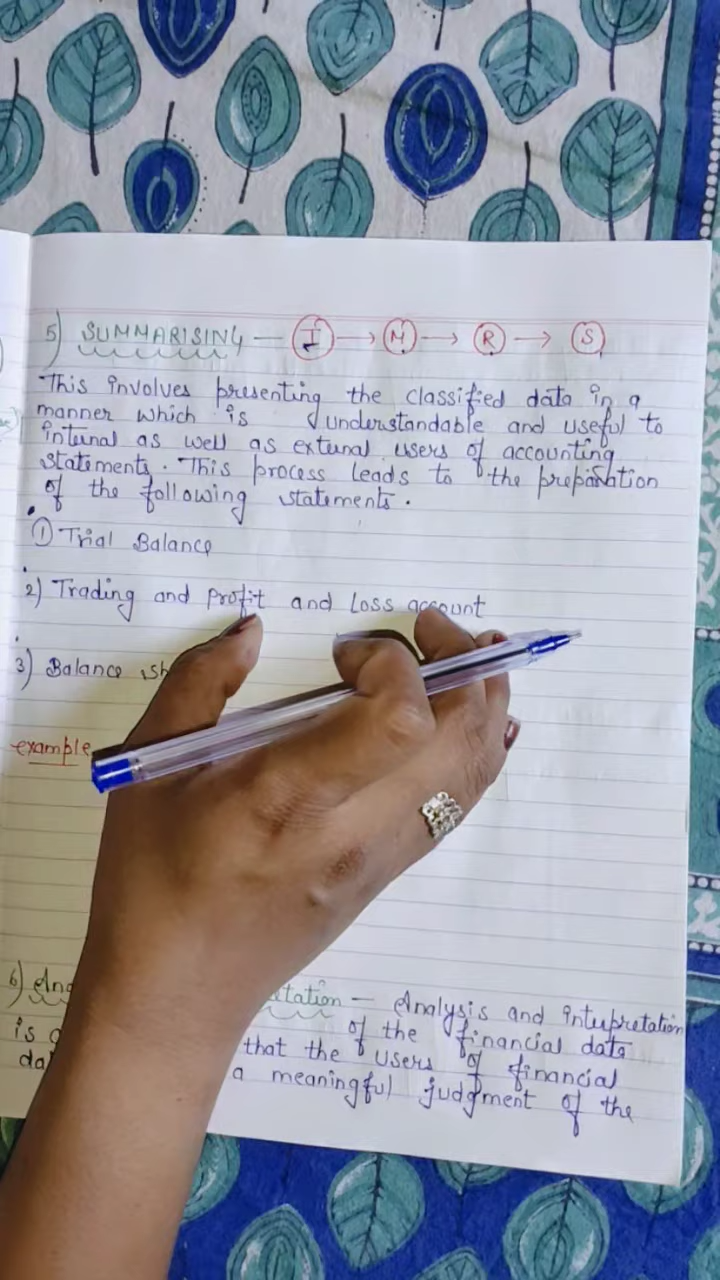 5) SUMMARISING — I → M → R → S
This involves presenting the classified data in a
manner which is understandable and useful to
internal as well as external users of accounting
statements. This process leads to the preparation
of the following statements.
① Trial Balance
2) Trading and profit and Loss account
3) Balance
example
6)
— Analysis and interpretation
is of the financial data
that the users of financial
a meaningful judgment of the